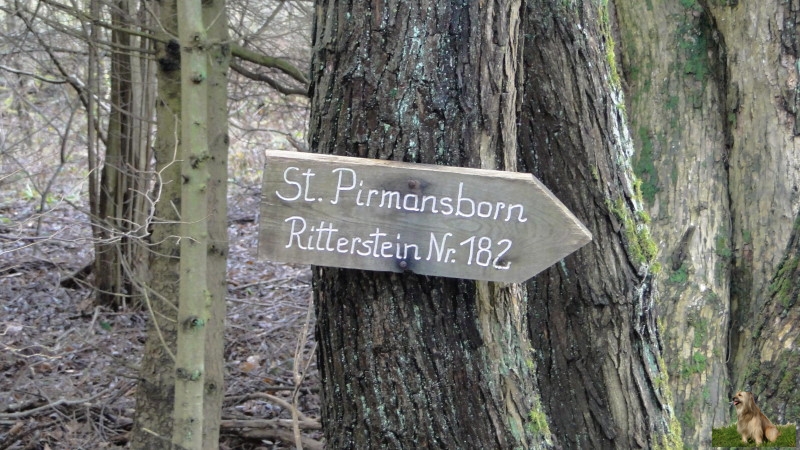 St. Pirmansborn
Ritterstein Nr. 182